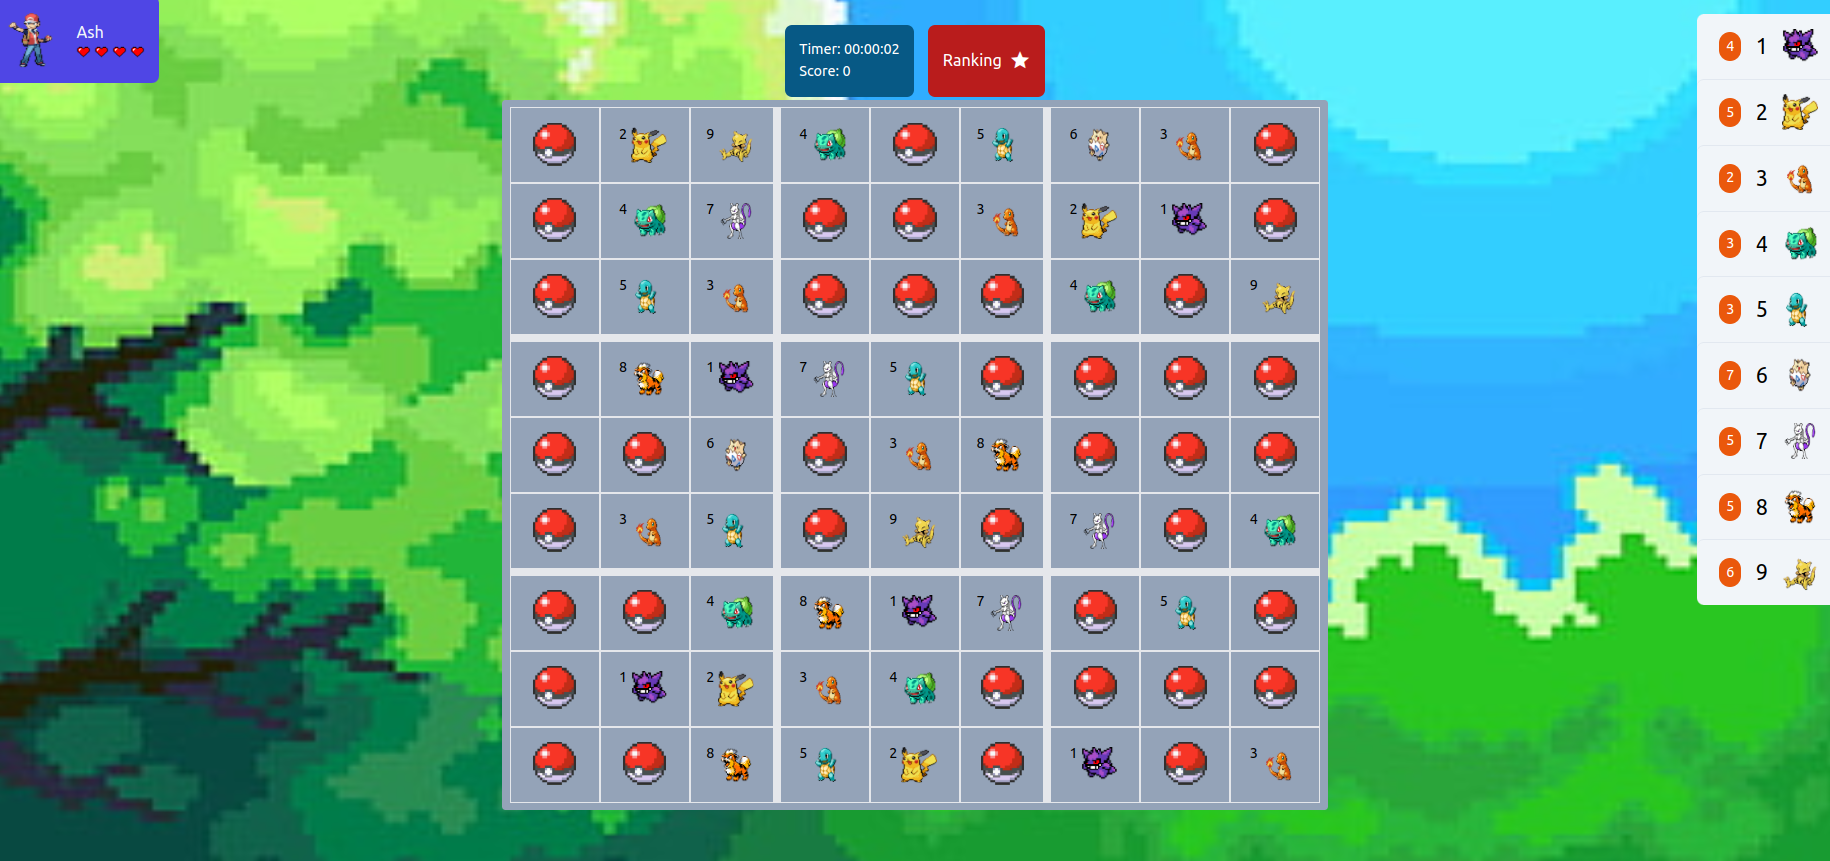 Ash
Timer: 00:00:02
Score: 0
Ranking
2 9 4 5 6 3
4 7 3 2 1
5 3 4 9
8 1 7 5
6 3 8
3 5 9 7 4
4 8 1 7 5
1 2 3 4
8 5 2 1 3
4 1
5 2
2 3
3 4
3 5
7 6
5 7
5 8
6 9